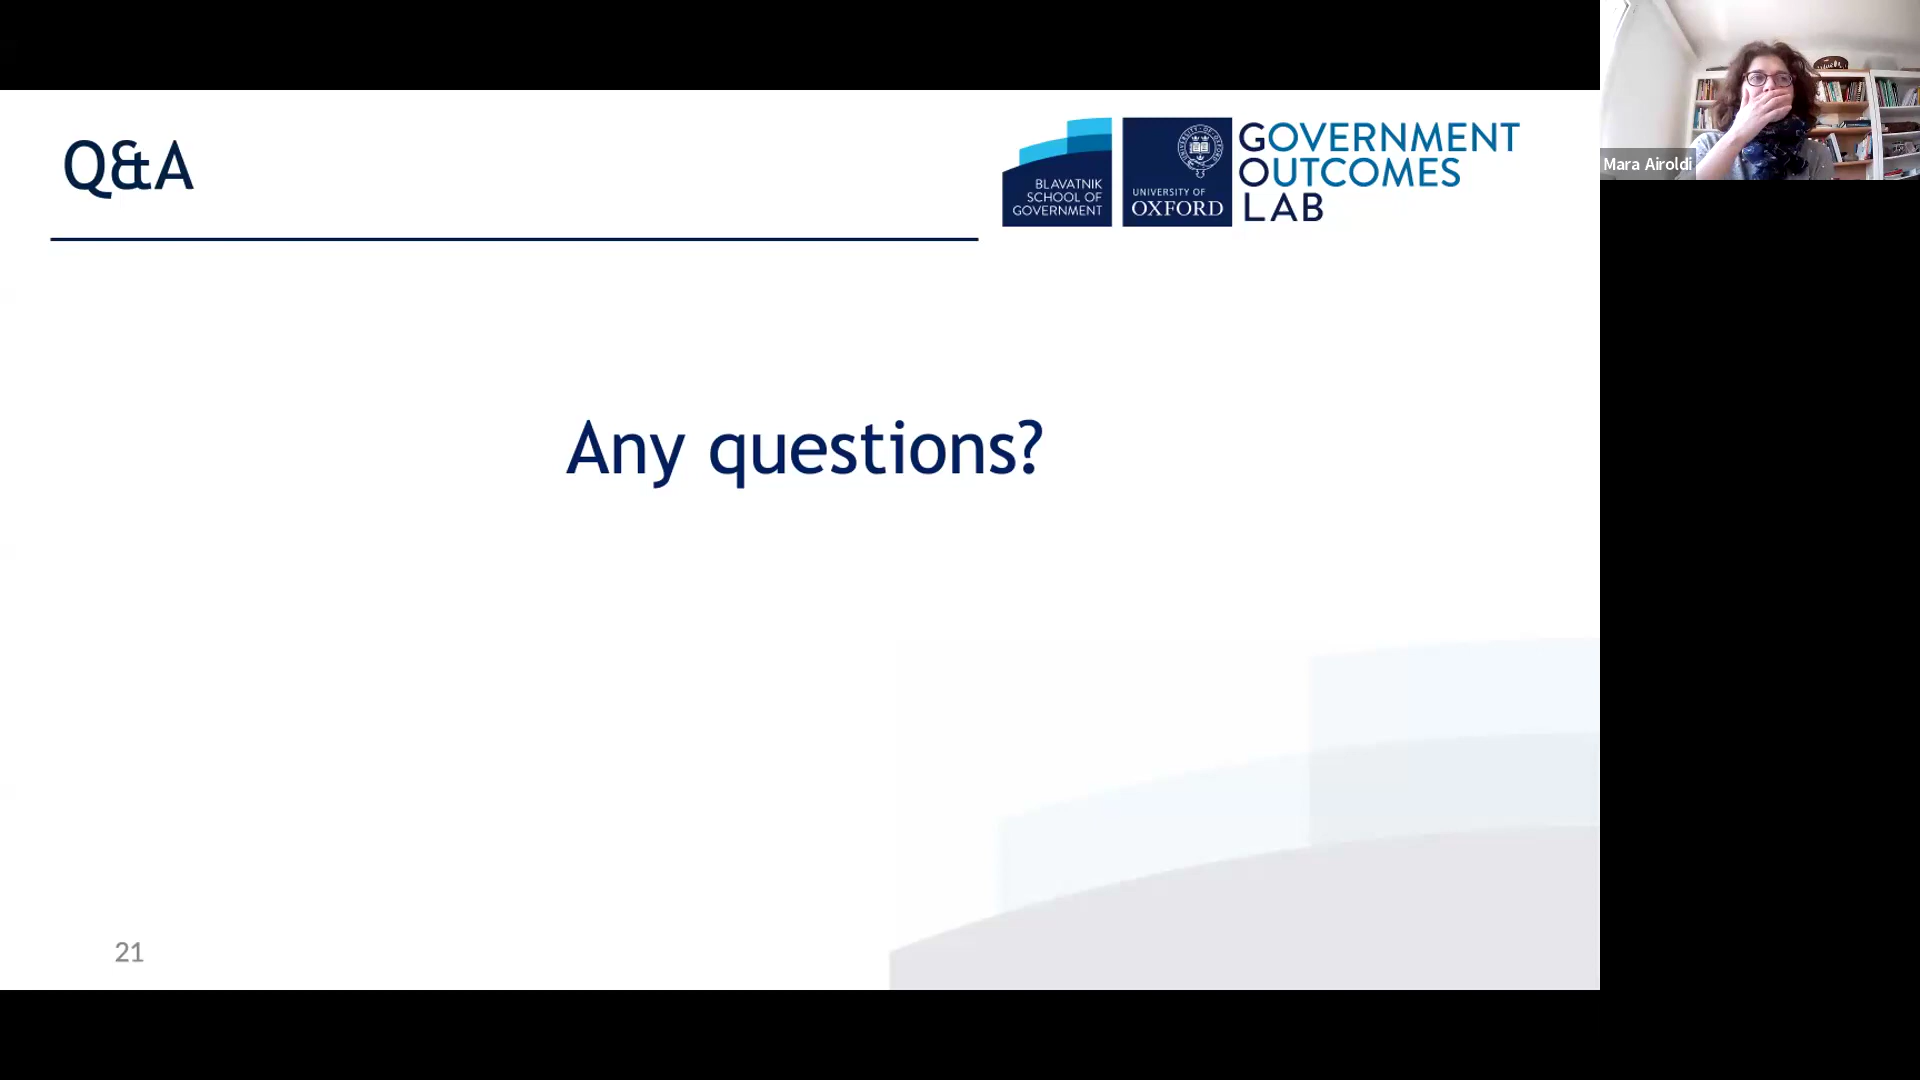 Q&A
BLAVATNIK
SCHOOL OF
GOVERNMENT
UNIVERSITY OF
OXFORD
GOVERNMENT
OUTCOMES
LAB
Mara Airoldi
Any questions?
21